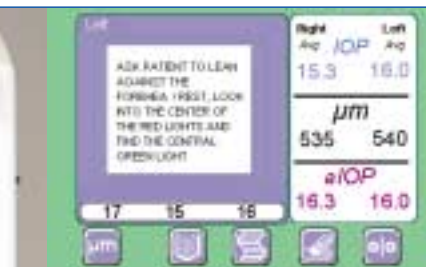 Left
ASK PATIENT TO LEAN
AGAINST THE
FOREHEAD REST, LOOK
INTO THE CENTER OF
THE RED LIGHTS AND
FIND THE CENTRAL
GREEN LIGHT
17 15 16
Right Left
Avg IOP Avg
15.3 16.0
µm
535 540
aIOP
16.3 16.0
µm